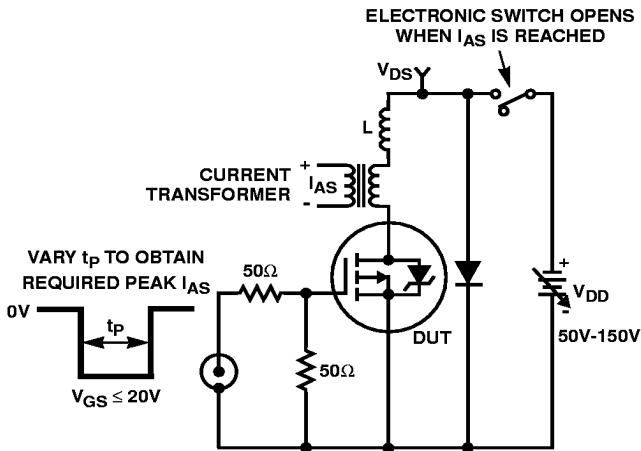 ELECTRONIC SWITCH OPENS
WHEN IAS IS REACHED
VDS
L
CURRENT
TRANSFORMER
+
IAS
-
VARY tP TO OBTAIN
REQUIRED PEAK IAS
0V
tP
VGS ≤ 20V
50Ω
50Ω
DUT
+
VDD
-
50V-150V